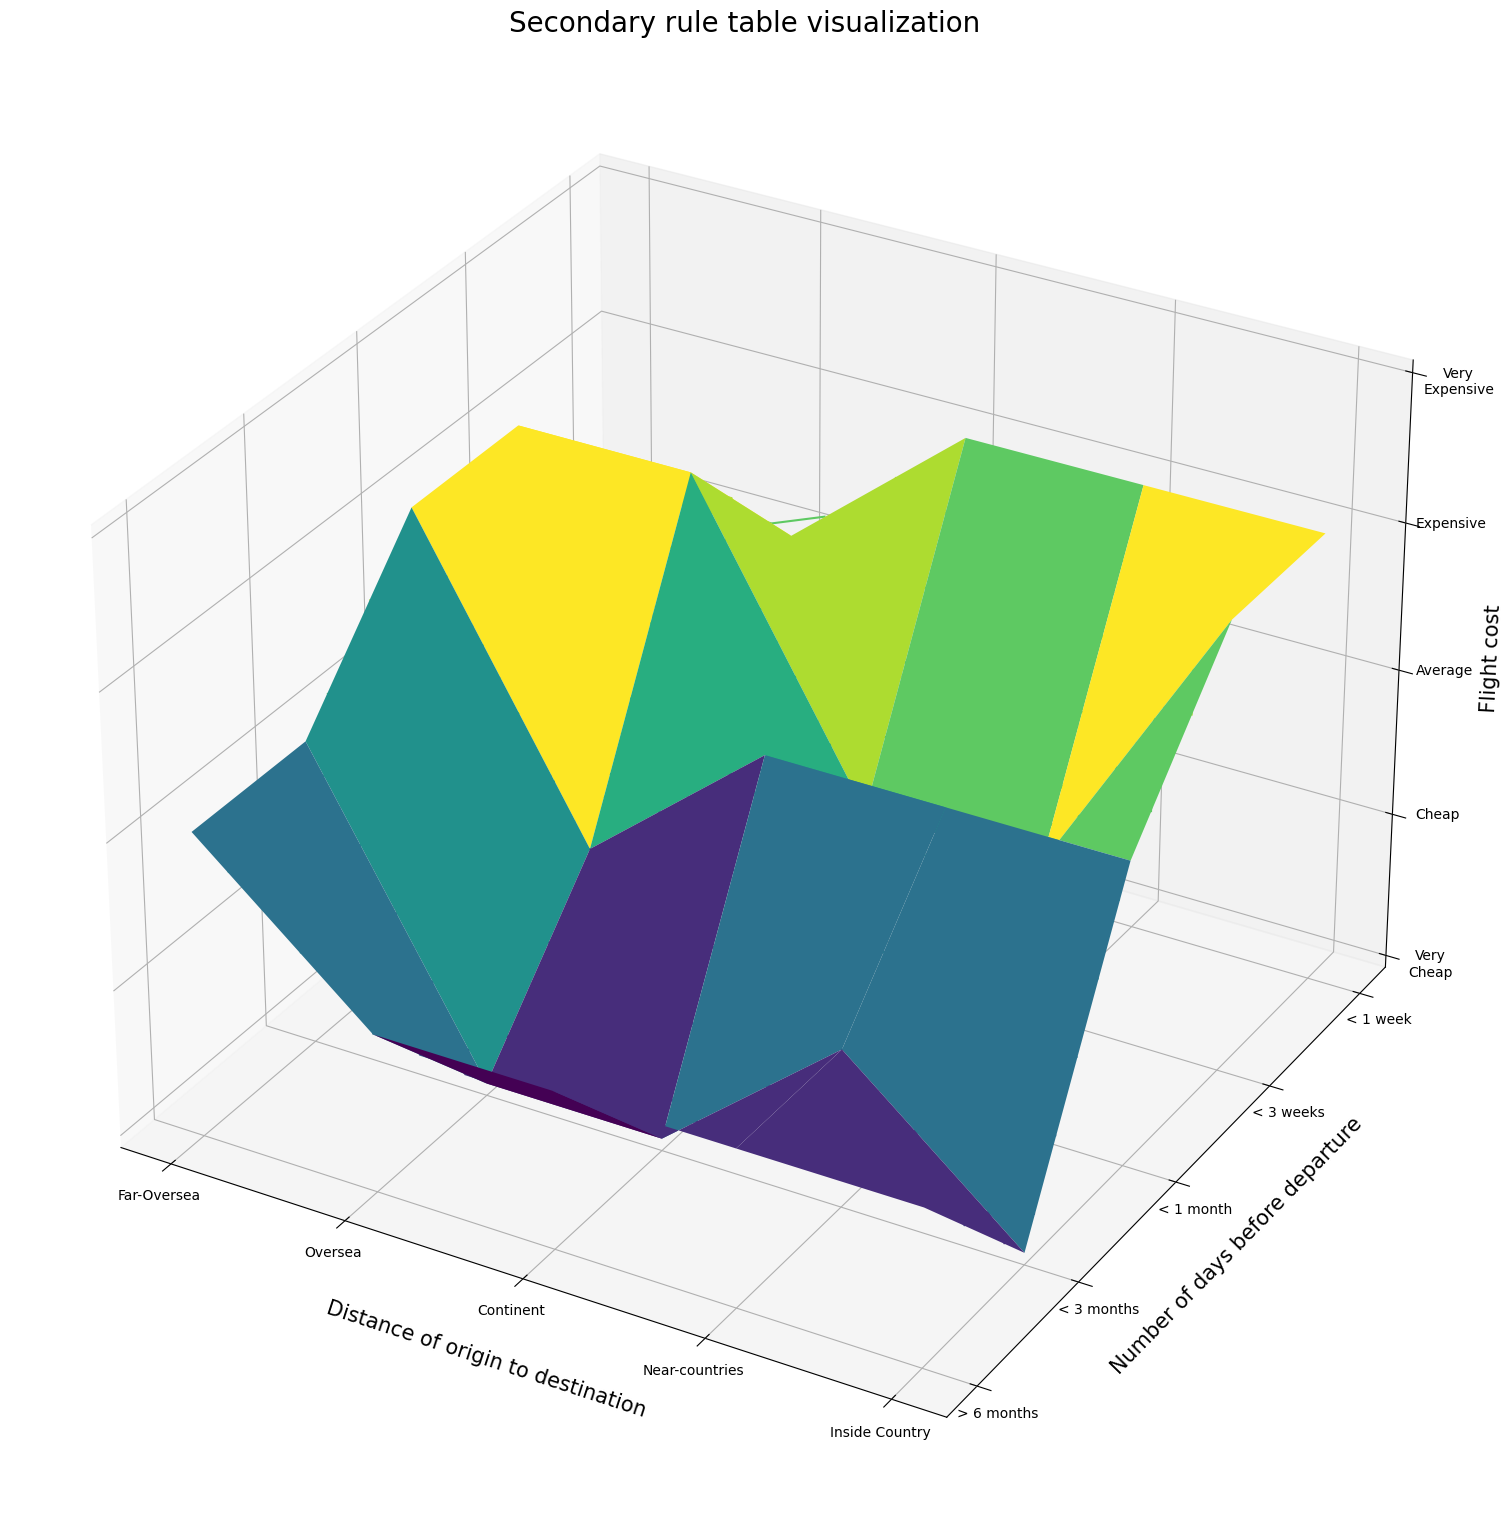 Secondary rule table visualization
Very
Expensive
Expensive
Average
Cheap
Very
Cheap
Flight cost
< 1 week
< 3 weeks
< 1 month
< 3 months
> 6 months
Number of days before departure
Far-Oversea
Oversea
Continent
Near-countries
Inside Country
Distance of origin to destination